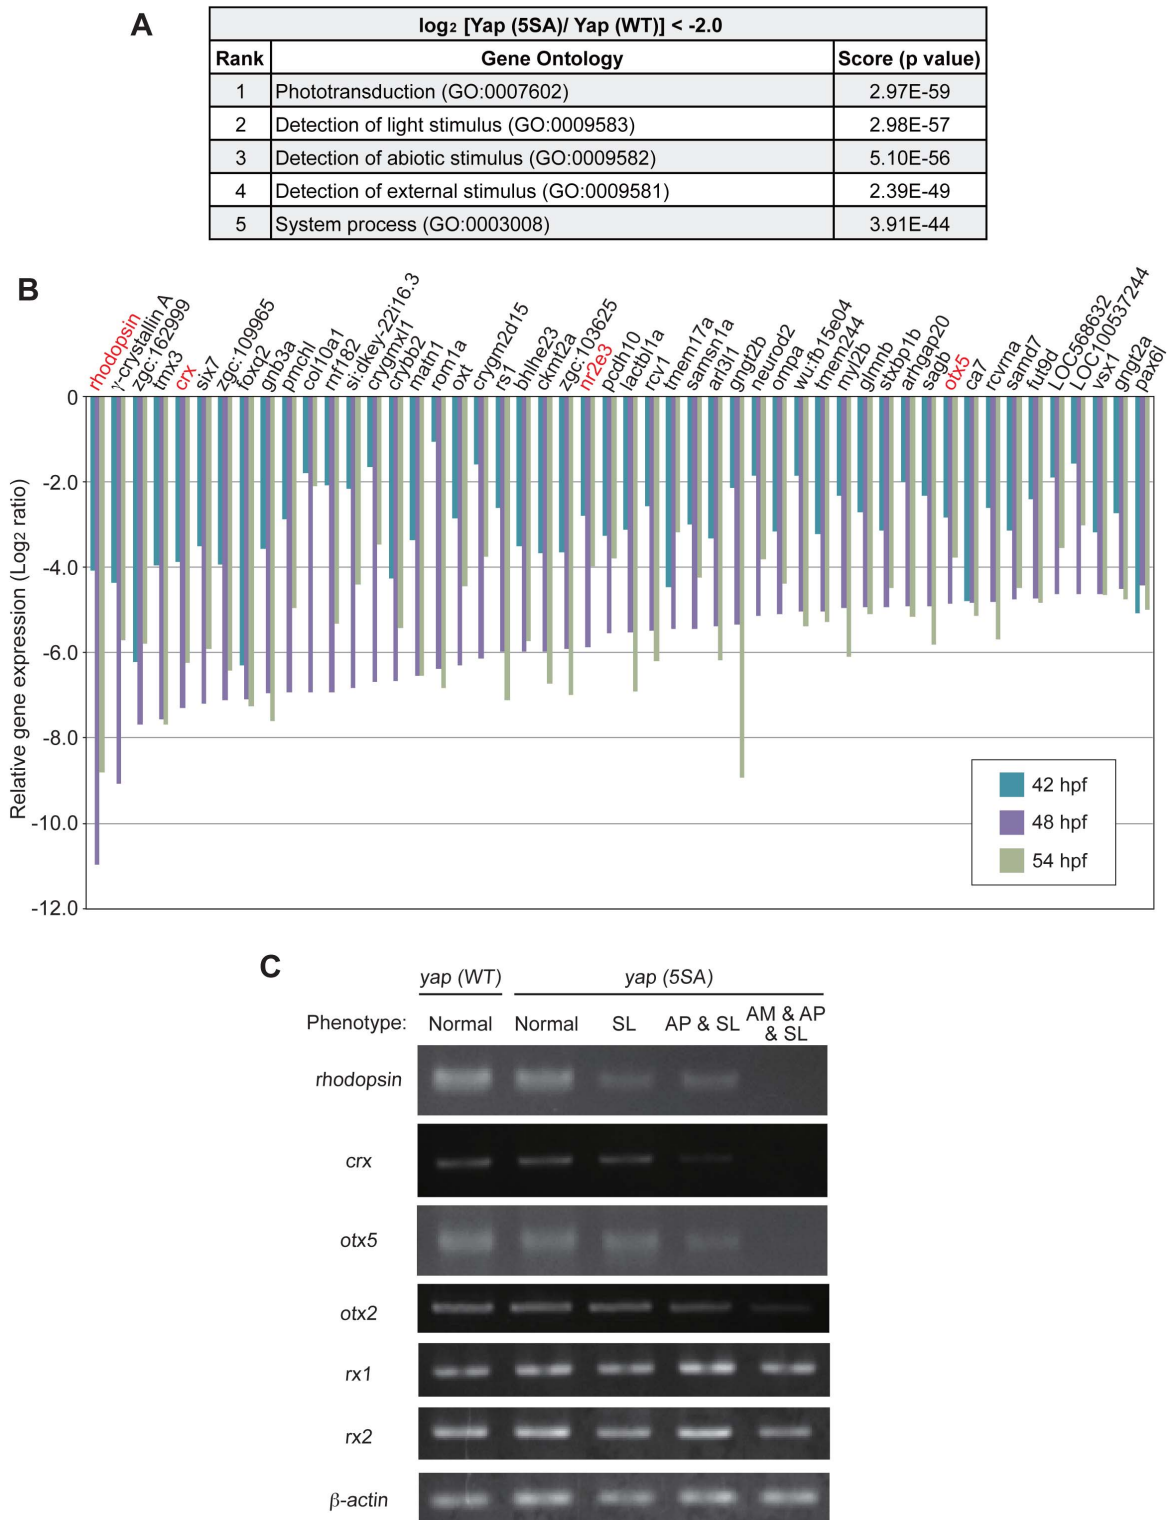 A
log₂ [Yap (5SA)/ Yap (WT)] < -2.0
Rank Gene Ontology Score (p value)
1 Phototransduction (GO:0007602) 2.97E-59
2 Detection of light stimulus (GO:0009583) 2.98E-57
3 Detection of abiotic stimulus (GO:0009582) 5.10E-56
4 Detection of external stimulus (GO:0009581) 2.39E-49
5 System process (GO:0003008) 3.91E-44
B
rhodopsin
γ-crystallin A
zgc:162999
tmx3
crx
six7
zgc:109965
foxg2
gnb3a
pmchl
col10a1
rnf182
si:dkey-22i16.3
crygmx1
crybb2
matn1
rom1a
oxt
crygm2d15
rs1
bhlhe23
ckmt2a
zgc:103625
nr2e3
pcdh10
lactbl1a
rcv1
tmem17a
samsn1a
arl3l1
gngt2b
neurod2
ompa
wu:fb15e04
tmem244
myl2b
glmnb
stxbp1b
arhgap20
sagb
otx5
ca7
rcvrna
samd7
fut9d
LOC568632
LOC100537244
vsx1
gngt2a
pax6l
Relative gene expression (Log₂ ratio)
0
-2.0
-4.0
-6.0
-8.0
-10.0
-12.0
42 hpf
48 hpf
54 hpf
C
yap (WT) yap (5SA)
Phenotype: Normal Normal SL AP & SL AM & AP & SL
rhodopsin
crx
otx5
otx2
rx1
rx2
β-actin